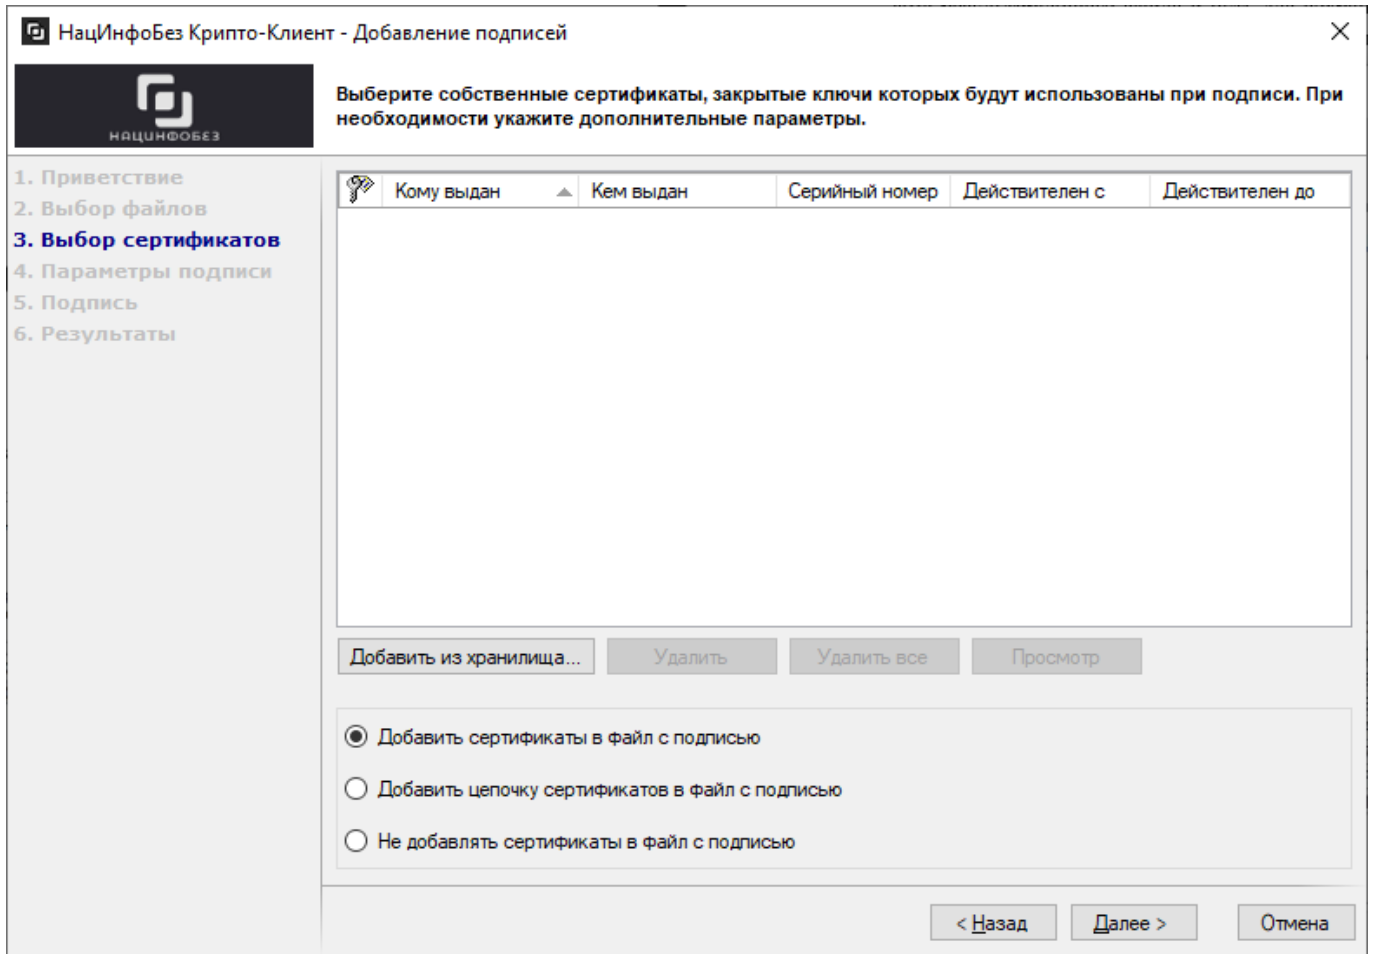 НацИнфоБез Крипто-Клиент - Добавление подписей
НАЦИНФОБЕЗ
Выберите собственные сертификаты, закрытые ключи которых будут использованы при подписи. При
необходимости укажите дополнительные параметры.
1. Приветствие
2. Выбор файлов
3. Выбор сертификатов
4. Параметры подписи
5. Подпись
6. Результаты
Кому выдан Кем выдан Серийный номер Действителен с Действителен до
Добавить из хранилища... Удалить Удалить все Просмотр
Добавить сертификаты в файл с подписью
Добавить цепочку сертификатов в файл с подписью
Не добавлять сертификаты в файл с подписью
< Назад Далее > Отмена